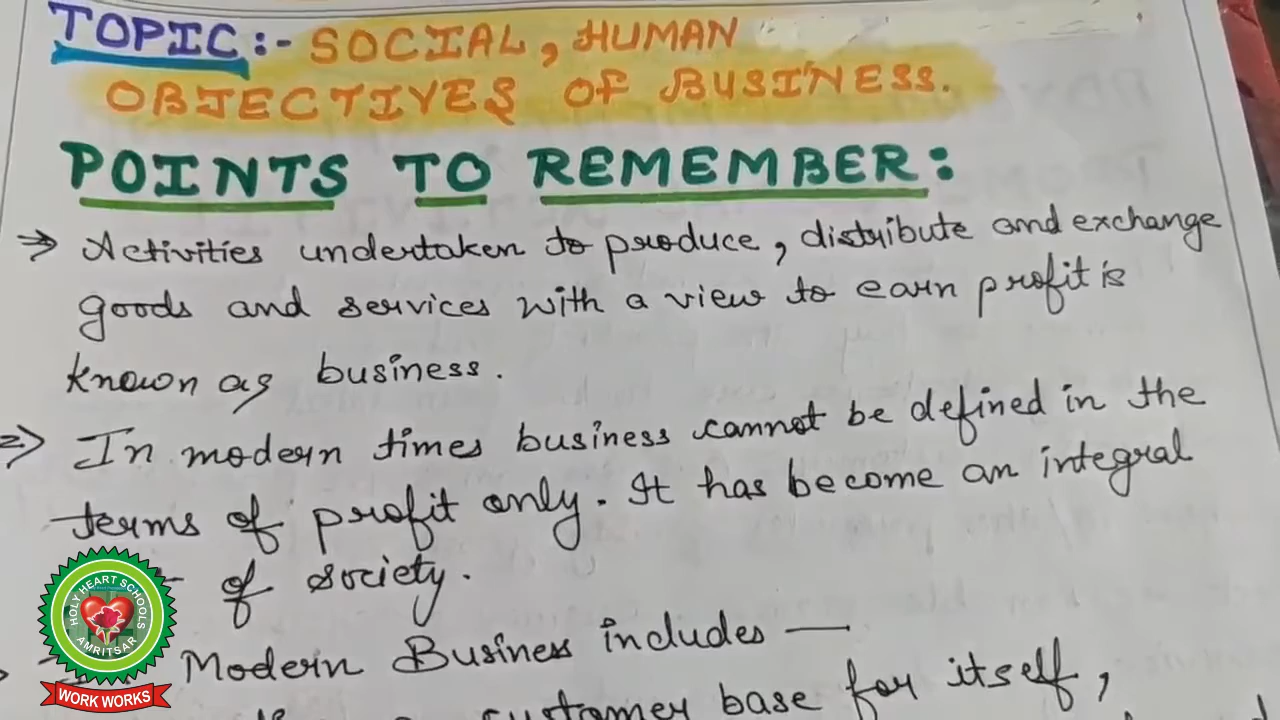 TOPIC:- SOCIAL, HUMAN
OBJECTIVES OF BUSINESS.
POINTS TO REMEMBER:
⇒ Activities undertaken to produce, distribute and exchange
goods and services with a view to earn profit is
known as business.
⇒ In modern times business cannot be defined in the
terms of profit only. It has become an integral
of society.
Modern Business includes —
customer base for itself,
HOLY HEART SCHOOLS
AMRITSAR
WORK WORKS